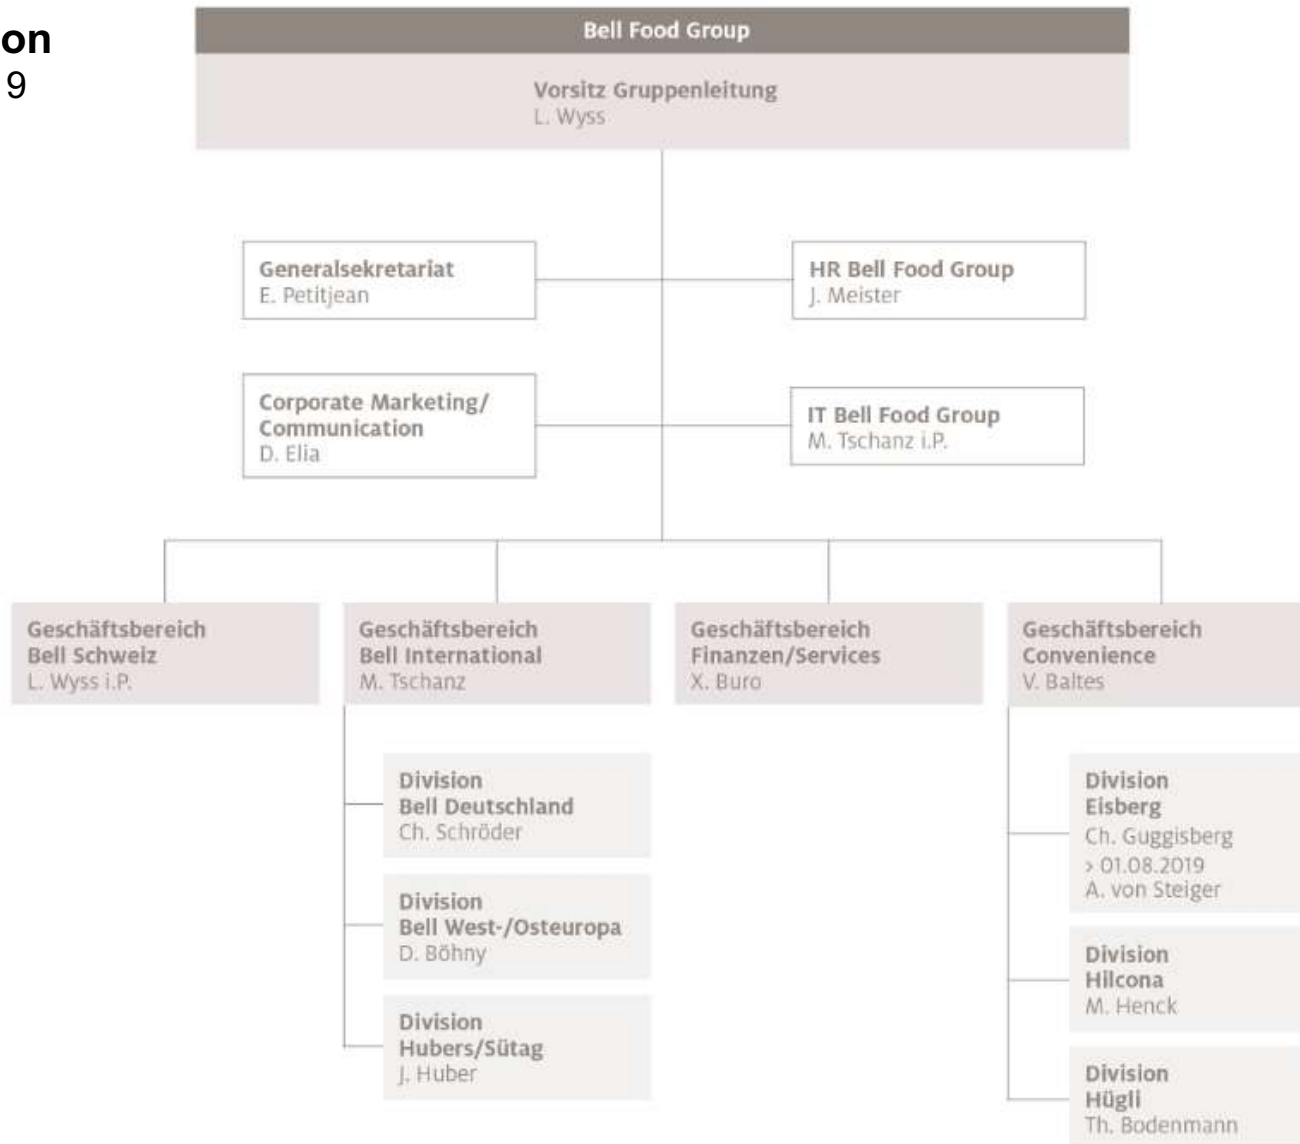 on
9
Bell Food Group
Vorsitz Gruppenleitung
L. Wyss
Generalsekretariat
E. Petitjean
HR Bell Food Group
J. Meister
Corporate Marketing/
Communication
D. Elia
IT Bell Food Group
M. Tschanz i.P.
Geschäftsbereich
Bell Schweiz
L. Wyss i.P.
Geschäftsbereich
Bell International
M. Tschanz
Geschäftsbereich
Finanzen/Services
X. Buro
Geschäftsbereich
Convenience
V. Baltes
Division
Bell Deutschland
Ch. Schröder
Division
Bell West-/Osteuropa
D. Böhny
Division
Hubers/Sütag
J. Huber
Division
Eisberg
Ch. Guggisberg
› 01.08.2019
A. von Steiger
Division
Hilcona
M. Henck
Division
Hügli
Th. Bodenmann